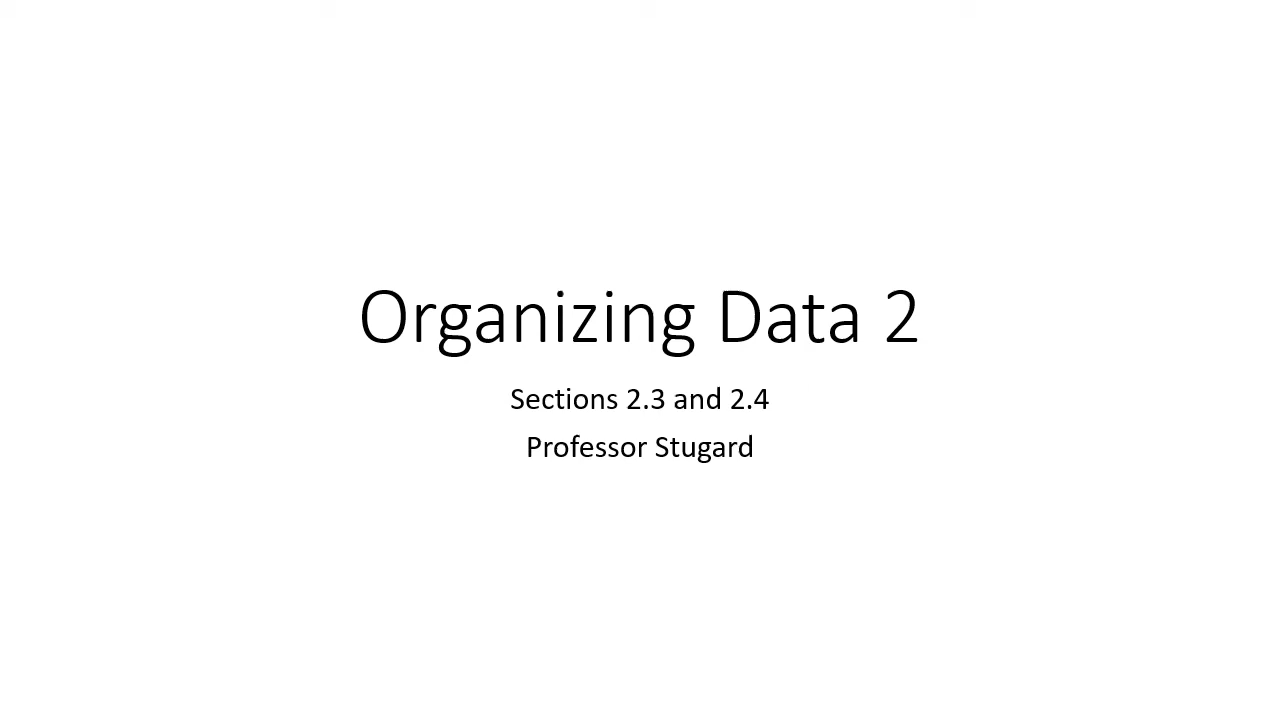 Organizing Data 2
Sections 2.3 and 2.4
Professor Stugard